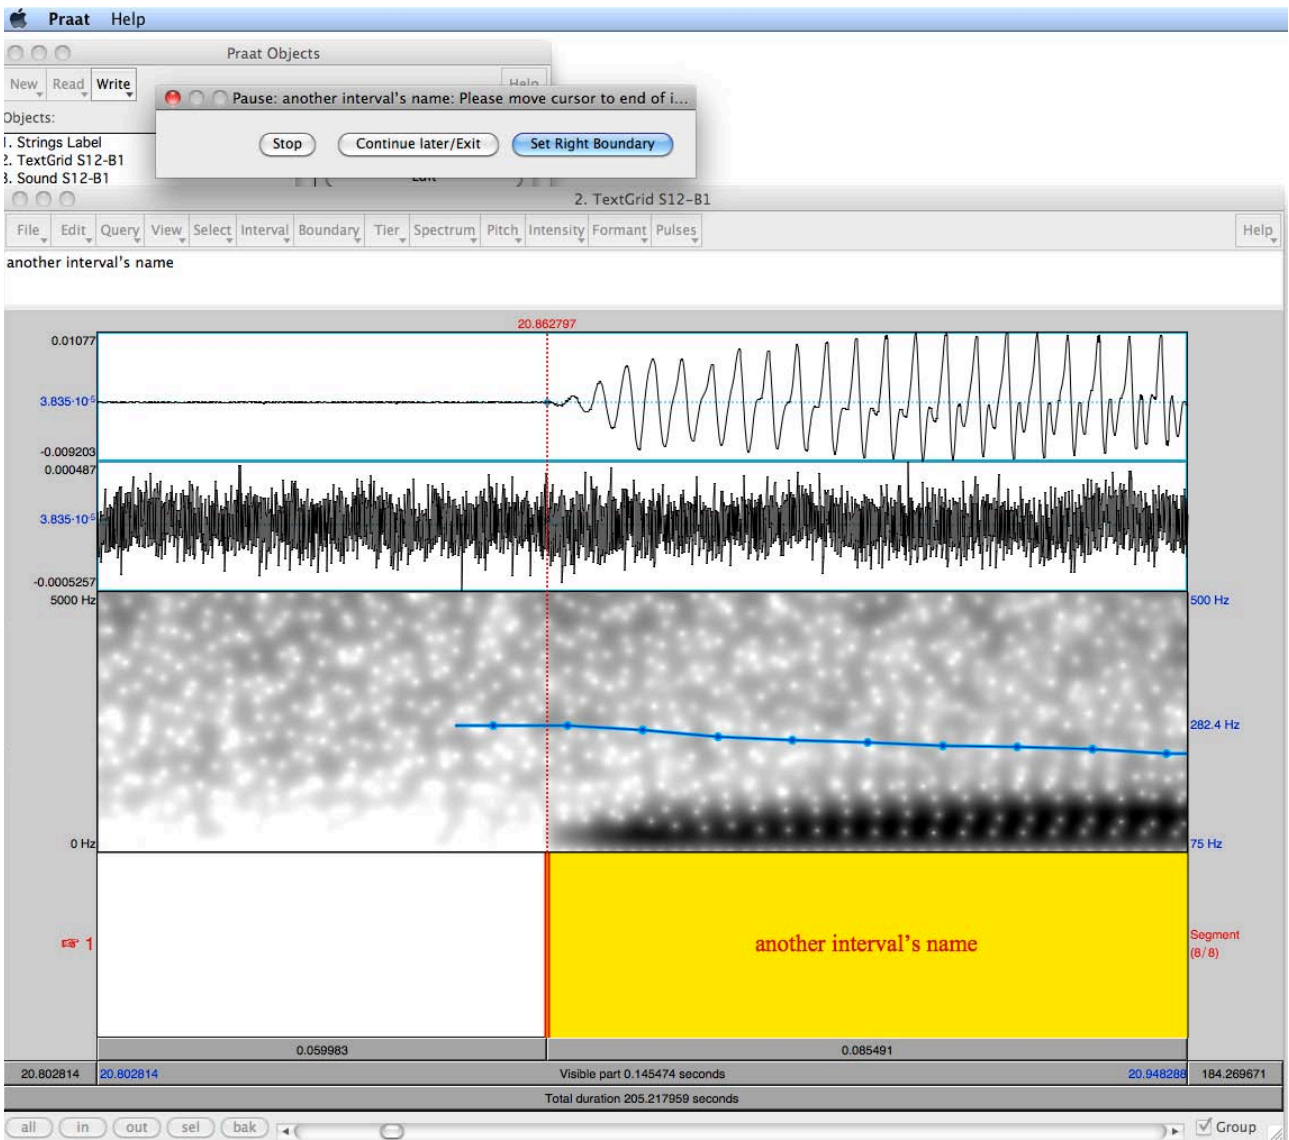 Praat Help
Praat Objects
New Read Write Help
Pause: another interval's name: Please move cursor to end of i...
Objects:
1. Strings Label
2. TextGrid S12-B1
3. Sound S12-B1
Stop Continue later/Exit Set Right Boundary
Edit
2. TextGrid S12-B1
File Edit Query View Select Interval Boundary Tier Spectrum Pitch Intensity Formant Pulses Help
another interval's name
20.862797
0.01077
3.835·10-5
-0.009203
0.000487
3.835·10-5
-0.0005257
5000 Hz 500 Hz
282.4 Hz
0 Hz 75 Hz
☞ 1 another interval's name Segment
(8/8)
0.059983 0.085491
20.802814 20.802814 Visible part 0.145474 seconds 20.948288 184.269671
Total duration 205.217959 seconds
all in out sel bak Group